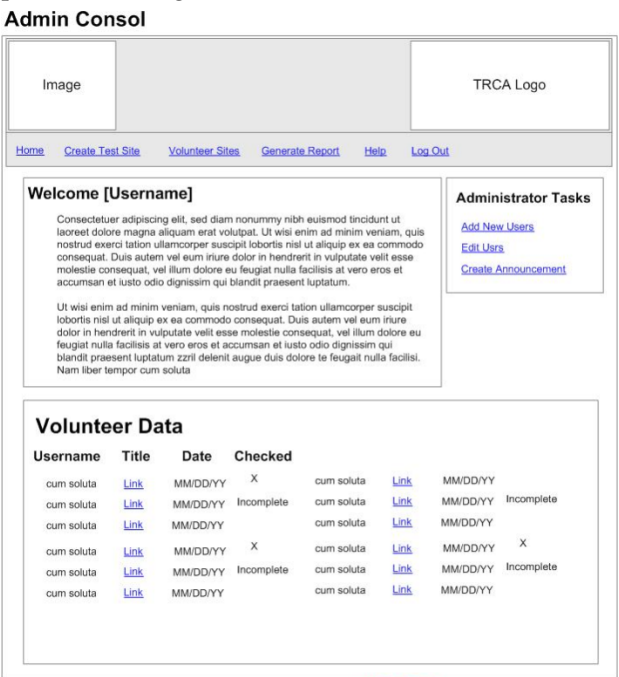 Admin Consol
Image
TRCA Logo
Home Create Test Site Volunteer Sites Generate Report Help Log Out
Welcome [Username]
Consectetuer adipiscing elit, sed diam nonummy nibh euismod tincidunt ut
laoreet dolore magna aliquam erat volutpat. Ut wisi enim ad minim veniam, quis
nostrud exerci tation ullamcorper suscipit lobortis nisl ut aliquip ex ea commodo
consequat. Duis autem vel eum iriure dolor in hendrerit in vulputate velit esse
molestie consequat, vel illum dolore eu feugiat nulla facilisis at vero eros et
accumsan et iusto odio dignissim qui blandit praesent luptatum.
Ut wisi enim ad minim veniam, quis nostrud exerci tation ullamcorper suscipit
lobortis nisl ut aliquip ex ea commodo consequat. Duis autem vel eum iriure
dolor in hendrerit in vulputate velit esse molestie consequat, vel illum dolore eu
feugiat nulla facilisis at vero eros et accumsan et iusto odio dignissim qui
blandit praesent luptatum zzril delenit augue duis dolore te feugait nulla facilisi.
Nam liber tempor cum soluta
Administrator Tasks
Add New Users
Edit Usrs
Create Announcement
Volunteer Data
Username Title Date Checked
cum soluta Link MM/DD/YY X cum soluta Link MM/DD/YY
cum soluta Link MM/DD/YY Incomplete cum soluta Link MM/DD/YY Incomplete
cum soluta Link MM/DD/YY cum soluta Link MM/DD/YY
cum soluta Link MM/DD/YY X cum soluta Link MM/DD/YY X
cum soluta Link MM/DD/YY Incomplete cum soluta Link MM/DD/YY Incomplete
cum soluta Link MM/DD/YY cum soluta Link MM/DD/YY